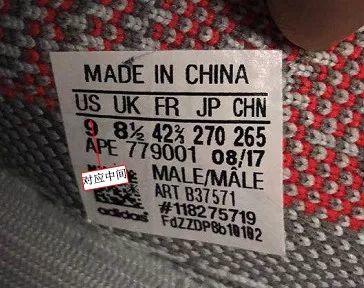 MADE IN CHINA
US UK FR JP CHN
9 8½ 42⅔ 270 265
APE 779001 08/17
对应中间
MALE/MÂLE
ART B37571
#118275719
adidas
FdZZDPBb10102